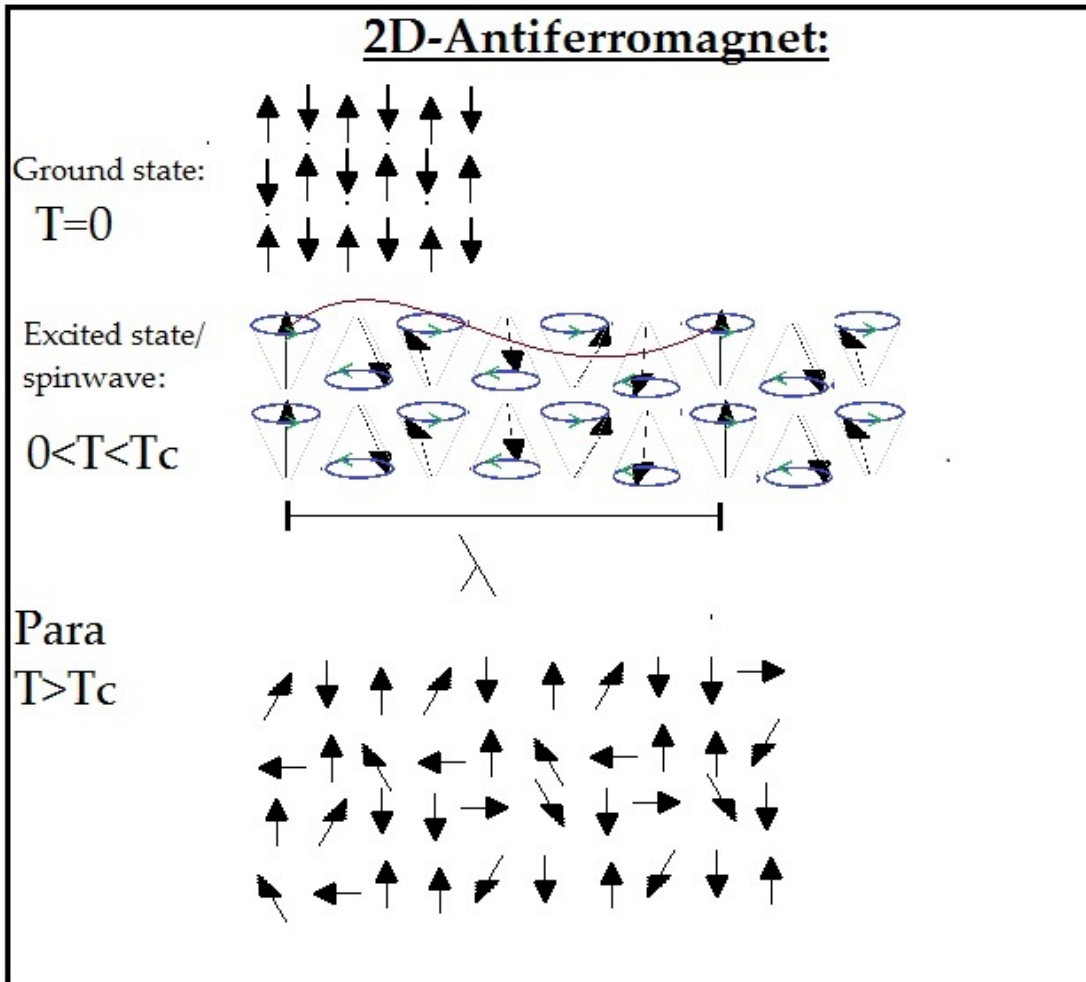 2D-Antiferromagnet:
Ground state:
T=0
Excited state/
spinwave:
0<T<Tc
λ
Para
T>Tc